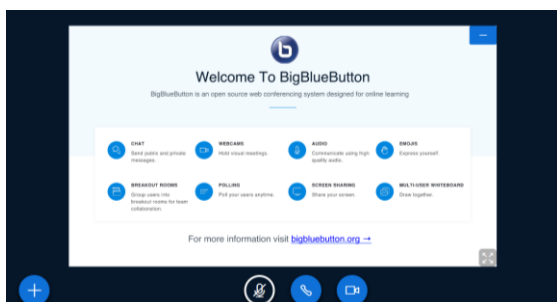 b
Welcome To BigBlueButton
BigBlueButton is an open source web conferencing system designed for online learning
CHAT
Send public and private
messages.
WEBCAMS
Hold visual meetings.
AUDIO
Communicate using high
quality audio.
EMOJIS
Express yourself.
BREAKOUT ROOMS
Group users into
breakout rooms for team
collaboration.
POLLING
Poll your users anytime.
SCREEN SHARING
Share your screen.
MULTI-USER WHITEBOARD
Draw together.
For more information visit bigbluebutton.org →